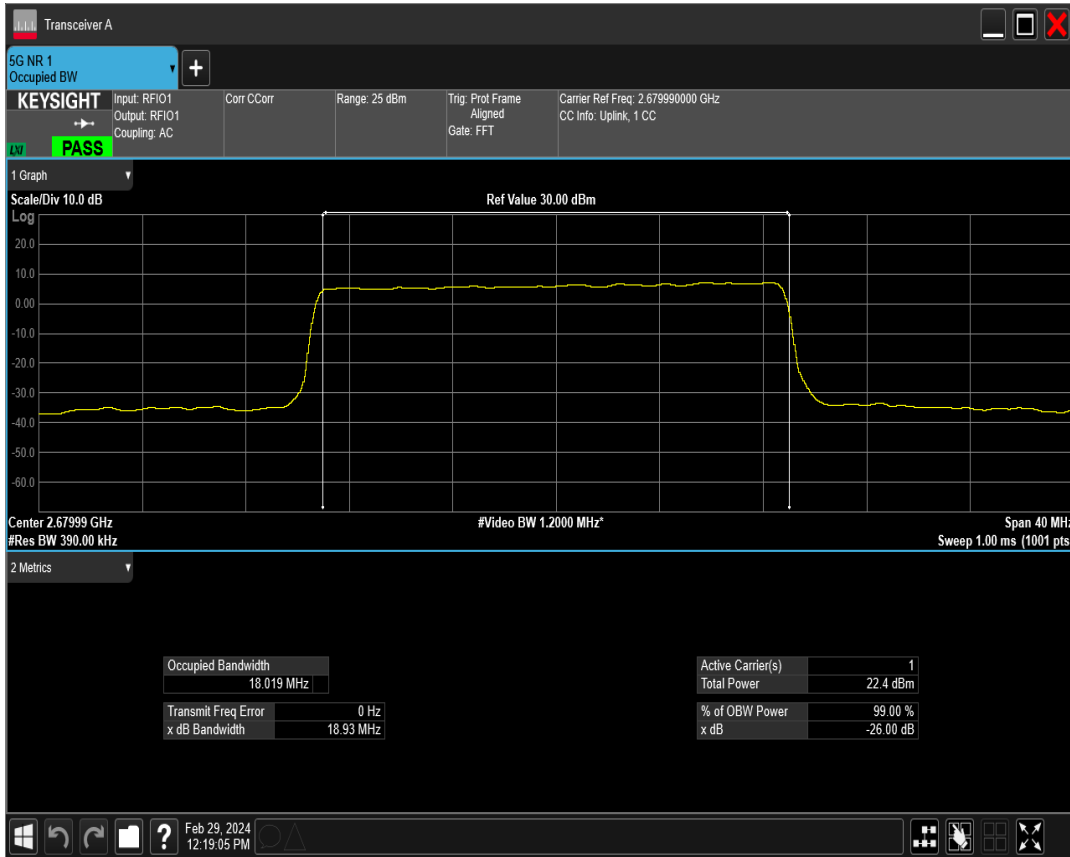 Transceiver A
5G NR 1
Occupied BW
+
KEYSIGHT
LXI
PASS
Input: RFIO1
Output: RFIO1
Coupling: AC
Corr CCorr
Range: 25 dBm
Trig: Prot Frame
Aligned
Gate: FFT
Carrier Ref Freq: 2.679990000 GHz
CC Info: Uplink, 1 CC
1 Graph
Scale/Div 10.0 dB
Ref Value 30.00 dBm
Log
20.0
10.0
0.00
-10.0
-20.0
-30.0
-40.0
-50.0
-60.0
Center 2.67999 GHz
#Video BW 1.2000 MHz*
Span 40 MHz
#Res BW 390.00 kHz
Sweep 1.00 ms (1001 pts
2 Metrics
Occupied Bandwidth
18.019 MHz
Transmit Freq Error 0 Hz
x dB Bandwidth 18.93 MHz
Active Carrier(s) 1
Total Power 22.4 dBm
% of OBW Power 99.00 %
x dB -26.00 dB
?
Feb 29, 2024
12:19:05 PM